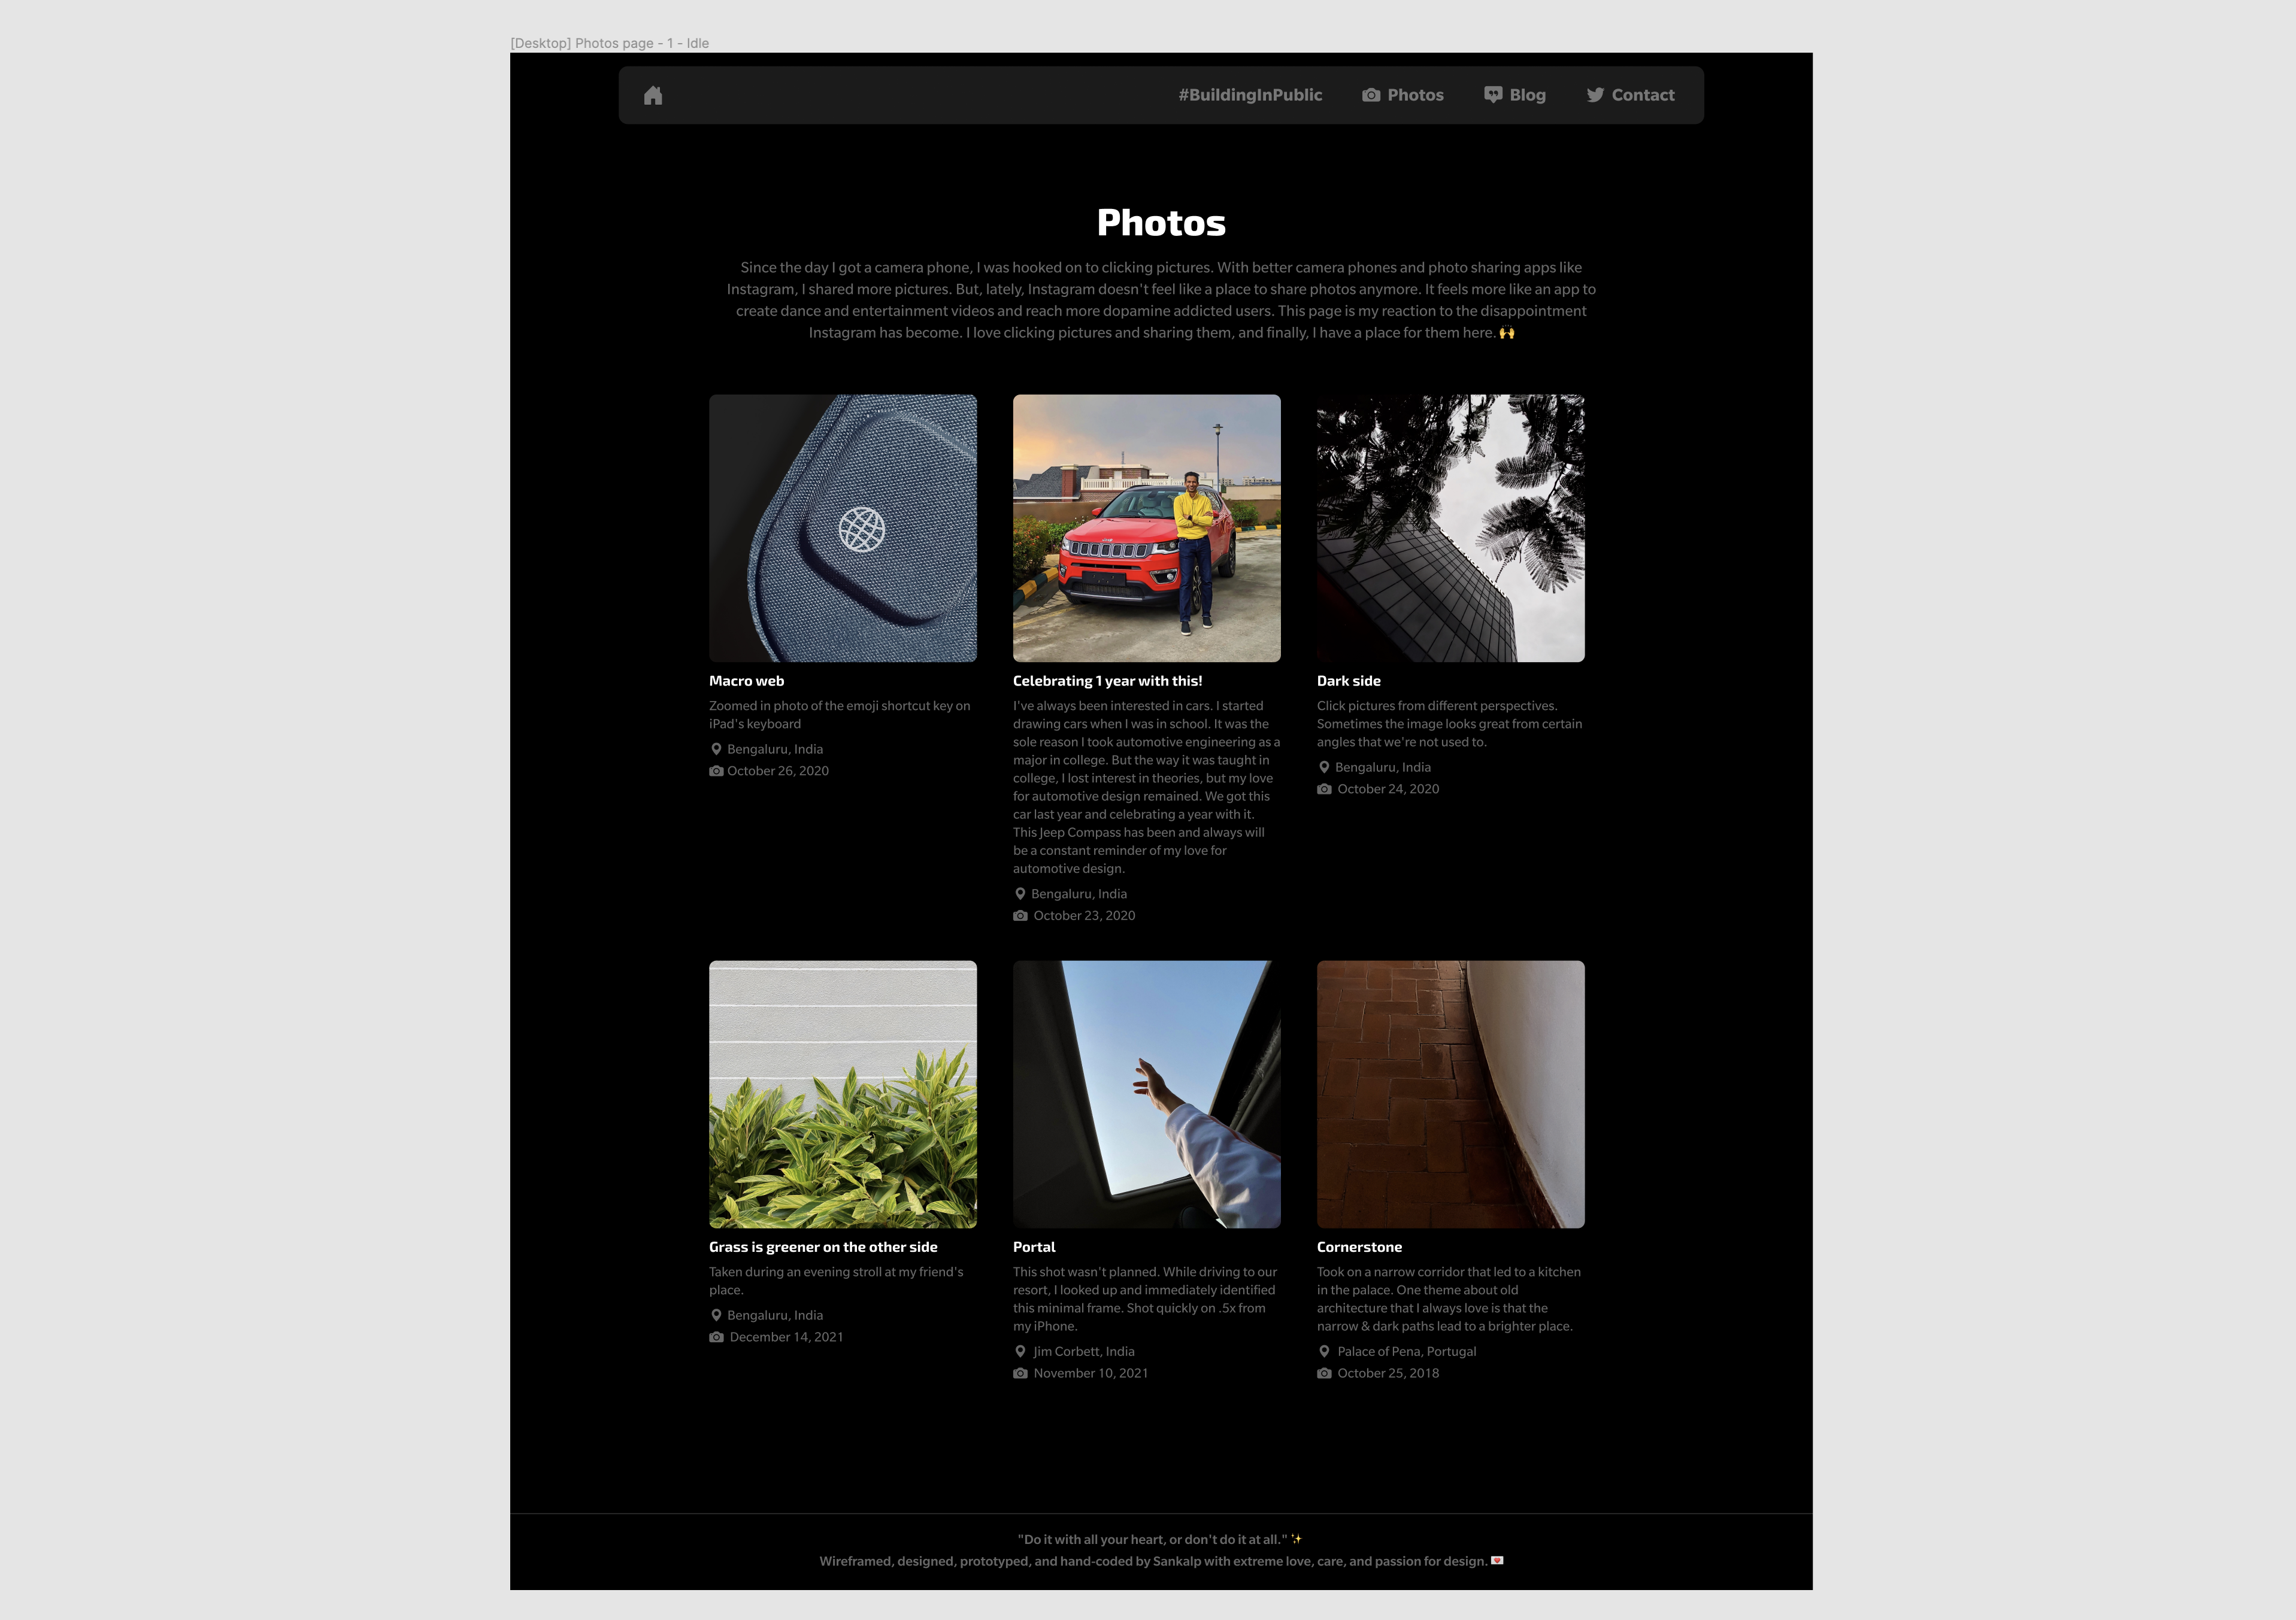 [Desktop] Photos page - 1 - Idle
#BuildingInPublic Photos Blog Contact
Photos
Since the day I got a camera phone, I was hooked on to clicking pictures. With better camera phones and photo sharing apps like
Instagram, I shared more pictures. But, lately, Instagram doesn't feel like a place to share photos anymore. It feels more like an app to
create dance and entertainment videos and reach more dopamine addicted users. This page is my reaction to the disappointment
Instagram has become. I love clicking pictures and sharing them, and finally, I have a place for them here. 🙌
Macro web
Zoomed in photo of the emoji shortcut key on
iPad's keyboard
Bengaluru, India
October 26, 2020
Celebrating 1 year with this!
I've always been interested in cars. I started
drawing cars when I was in school. It was the
sole reason I took automotive engineering as a
major in college. But the way it was taught in
college, I lost interest in theories, but my love
for automotive design remained. We got this
car last year and celebrating a year with it.
This Jeep Compass has been and always will
be a constant reminder of my love for
automotive design.
Bengaluru, India
October 23, 2020
Dark side
Click pictures from different perspectives.
Sometimes the image looks great from certain
angles that we're not used to.
Bengaluru, India
October 24, 2020
Grass is greener on the other side
Taken during an evening stroll at my friend's
place.
Bengaluru, India
December 14, 2021
Portal
This shot wasn't planned. While driving to our
resort, I looked up and immediately identified
this minimal frame. Shot quickly on .5x from
my iPhone.
Jim Corbett, India
November 10, 2021
Cornerstone
Took on a narrow corridor that led to a kitchen
in the palace. One theme about old
architecture that I always love is that the
narrow & dark paths lead to a brighter place.
Palace of Pena, Portugal
October 25, 2018
"Do it with all your heart, or don't do it at all." ✨
Wireframed, designed, prototyped, and hand-coded by Sankalp with extreme love, care, and passion for design. 💌